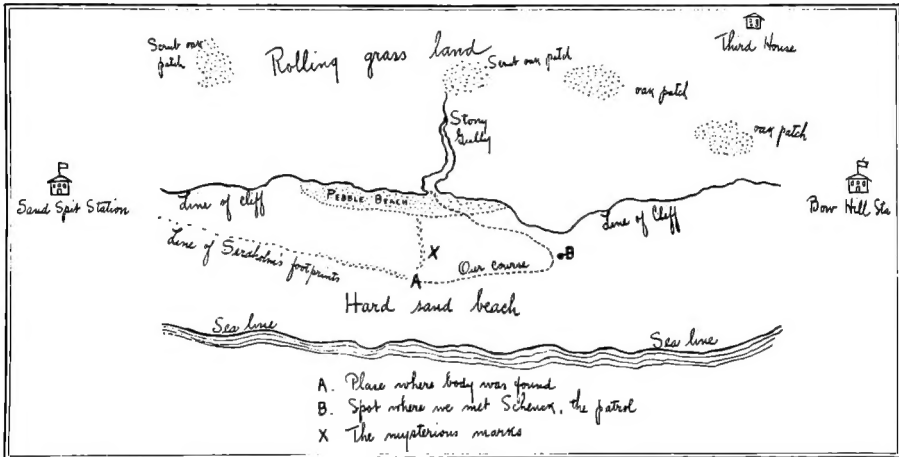 Third House
Scrub oak
patch
Rolling grass land
Scrub oak patch
oak patch
Stony
Gully
oak patch
Sand Spit Station
Line of cliff
PEBBLE BEACH
Line of Cliff
Bow Hill Sta
Line of Serdholm's footprints
X
B
Our course
A
Hard sand beach
Sea line
Sea line
A. Place where body was found
B. Spot where we met Schenck, the patrol
X The mysterious marks